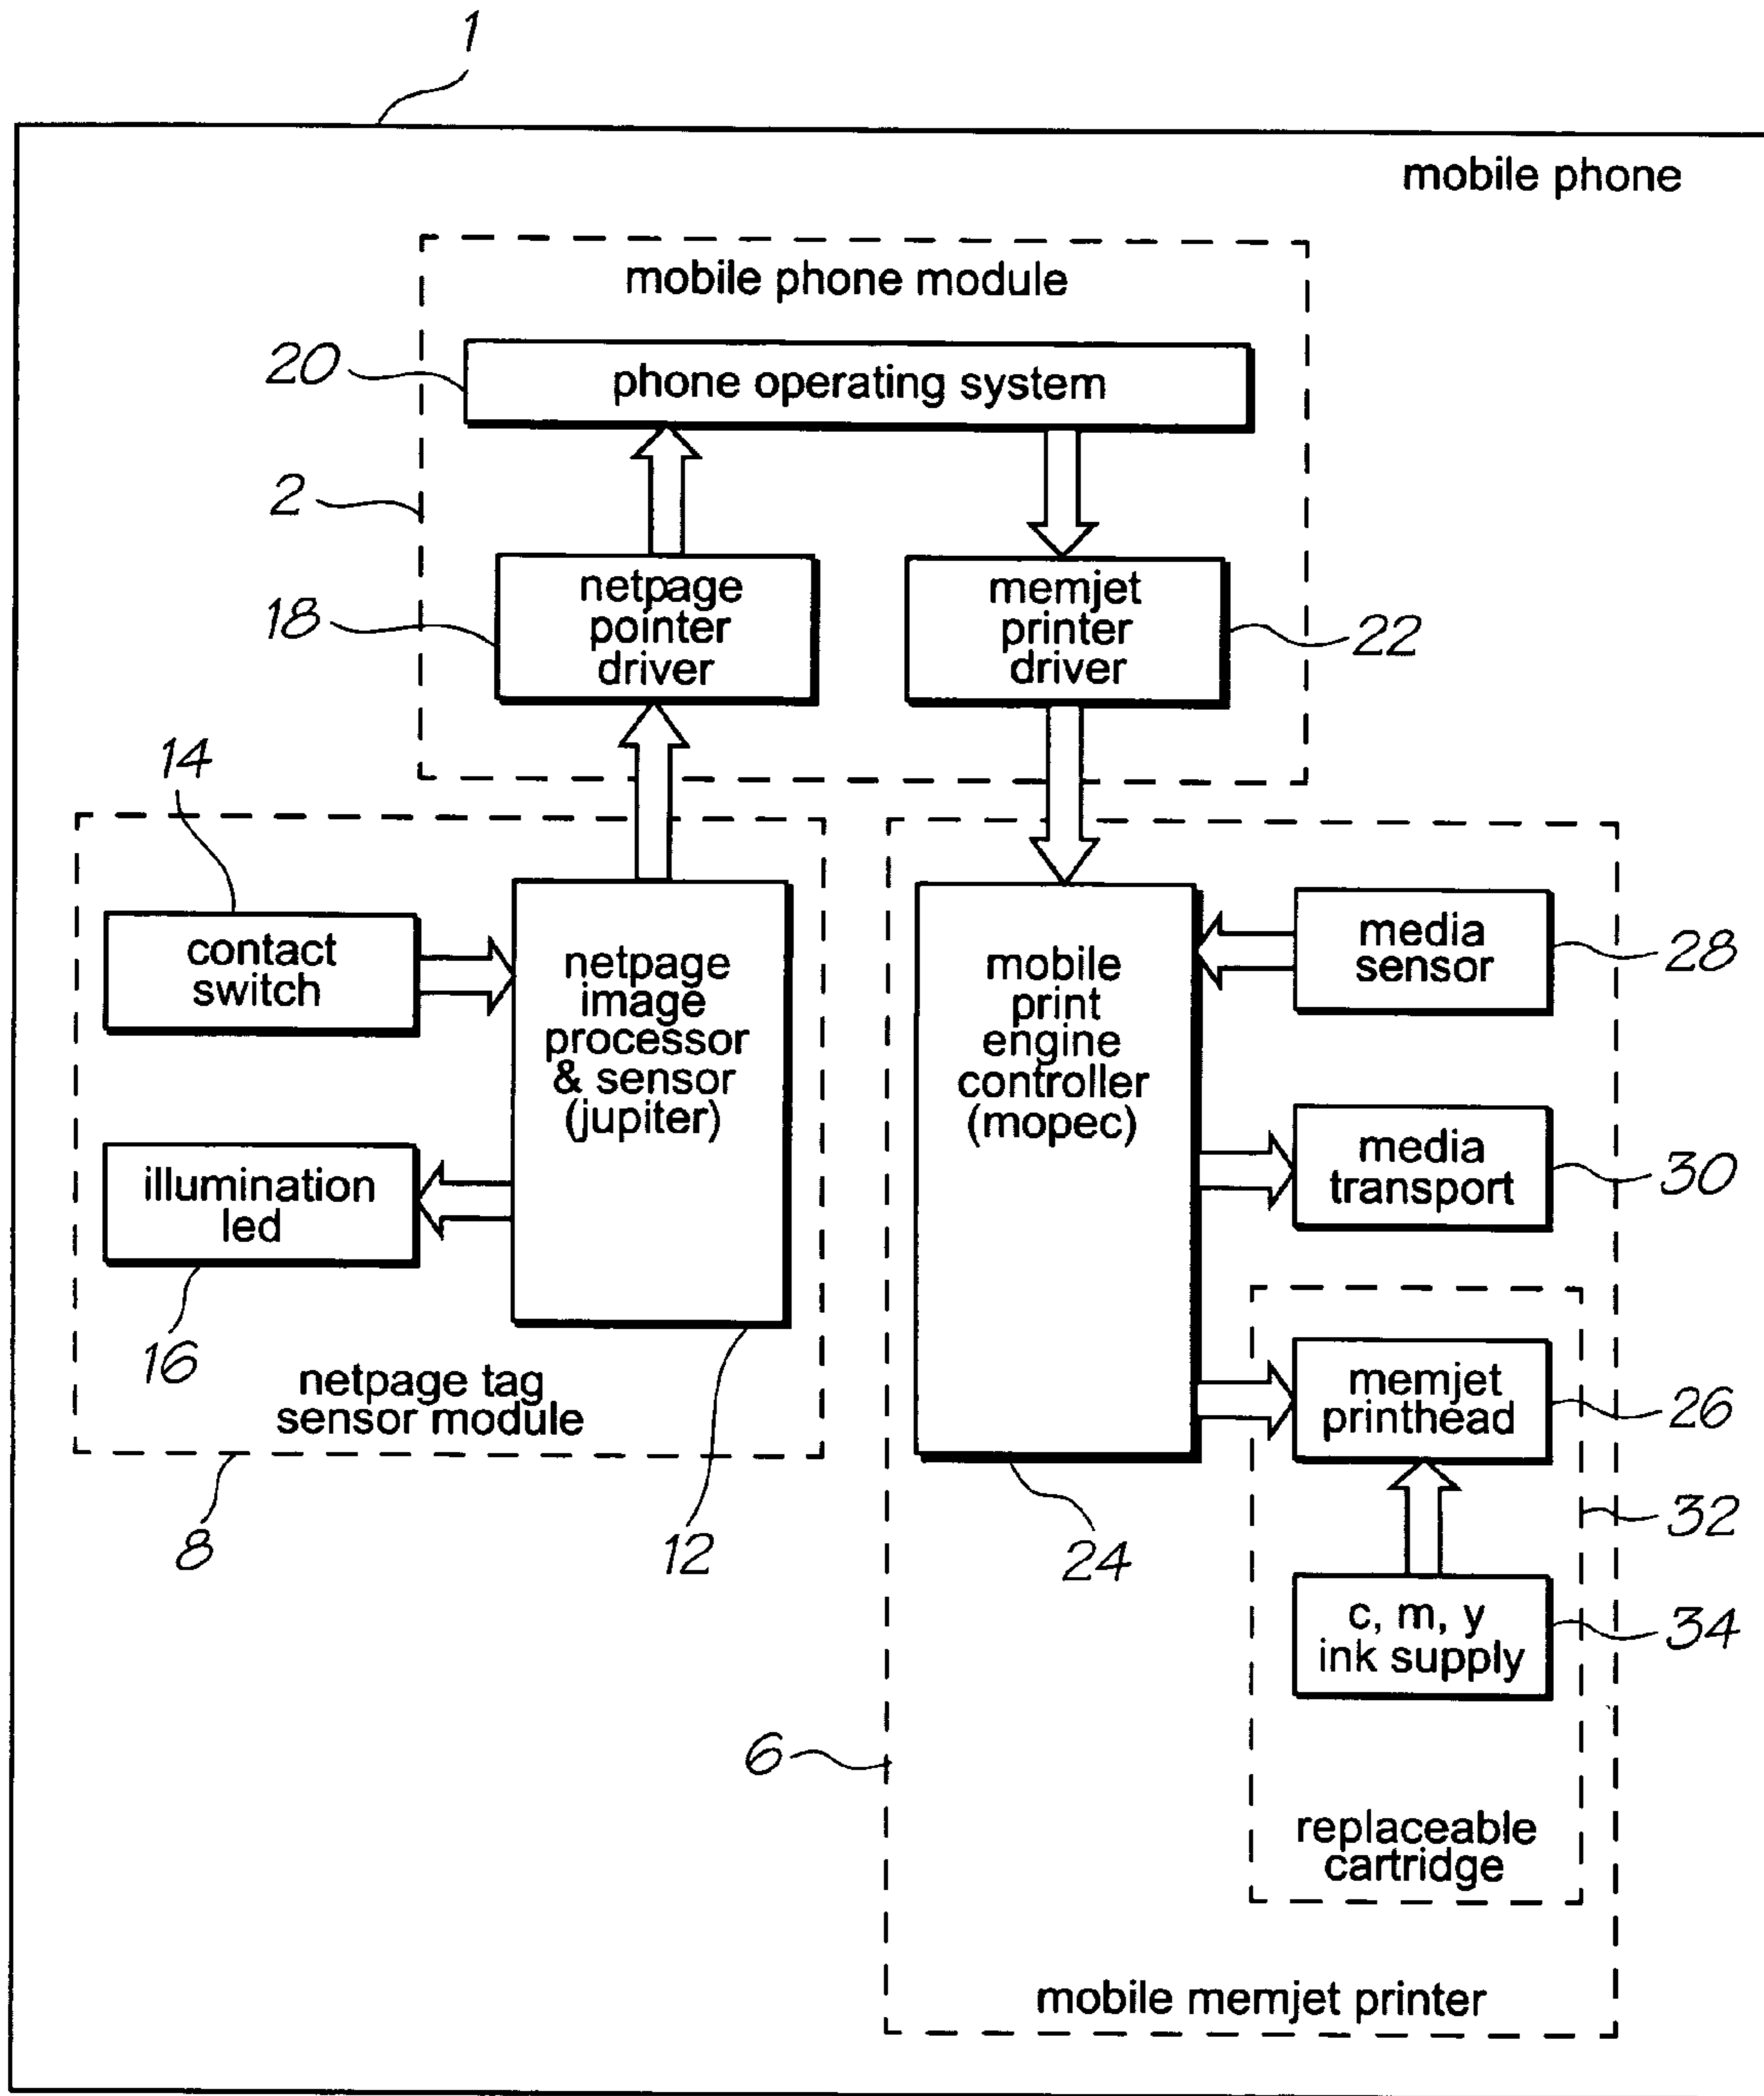 1
mobile phone
mobile phone module
20
phone operating system
2
netpage
pointer
driver
18
memjet
printer
driver
22
14
contact
switch
netpage
image
processor
& sensor
(jupiter)
illumination
led
16
netpage tag
sensor module
8
12
mobile
print
engine
controller
(mopec)
media
sensor
28
media
transport
30
memjet
printhead
26
24
32
c, m, y
ink supply
34
6
replaceable
cartridge
mobile memjet printer